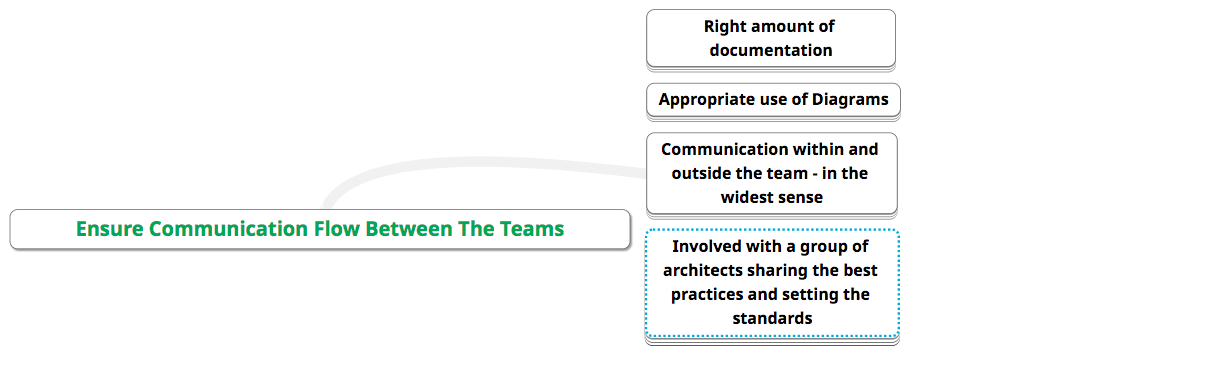 Right amount of
documentation
Appropriate use of Diagrams
Communication within and
outside the team - in the
widest sense
Ensure Communication Flow Between The Teams
Involved with a group of
architects sharing the best
practices and setting the
standards